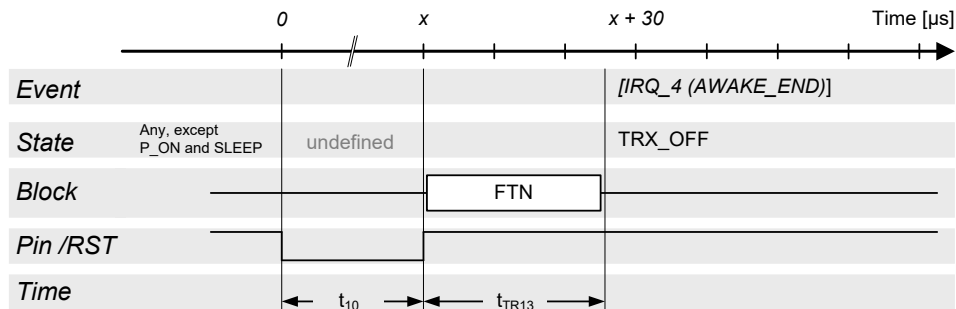 0 x x + 30 Time [µs]
Event [IRQ_4 (AWAKE_END)]
State Any, except P_ON and SLEEP undefined TRX_OFF
Block FTN
Pin /RST
Time t10 tTR13